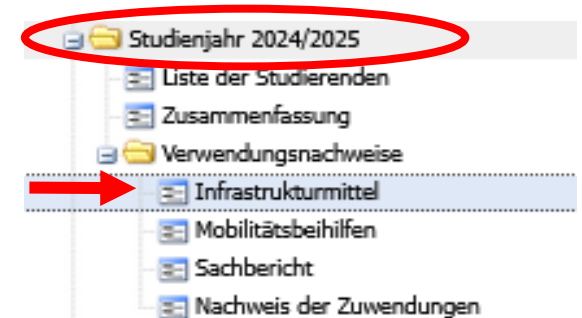 Studienjahr 2024/2025
Liste der Studierenden
Zusammenfassung
Verwendungsnachweise
Infrastrukturmittel
Mobilitätsbeihilfen
Sachbericht
Nachweis der Zuwendungen